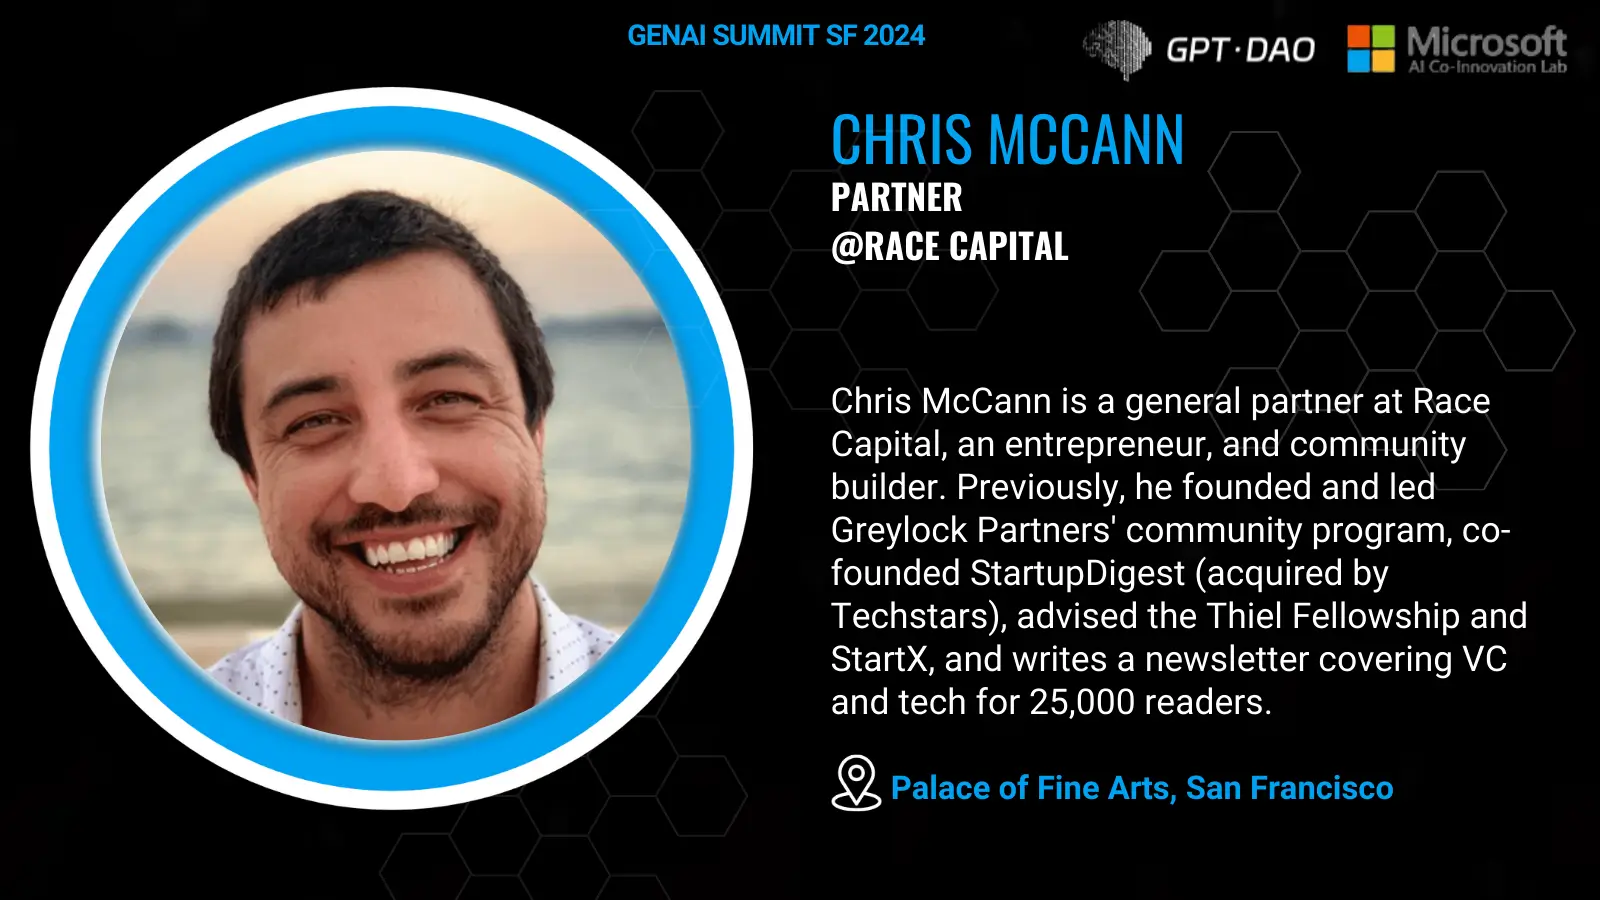 GENAI SUMMIT SF 2024
GPT·DAO
Microsoft
AI Co-Innovation Lab
CHRIS MCCANN
PARTNER
@RACE CAPITAL
Chris McCann is a general partner at Race
Capital, an entrepreneur, and community
builder. Previously, he founded and led
Greylock Partners' community program, co-
founded StartupDigest (acquired by
Techstars), advised the Thiel Fellowship and
StartX, and writes a newsletter covering VC
and tech for 25,000 readers.
Palace of Fine Arts, San Francisco